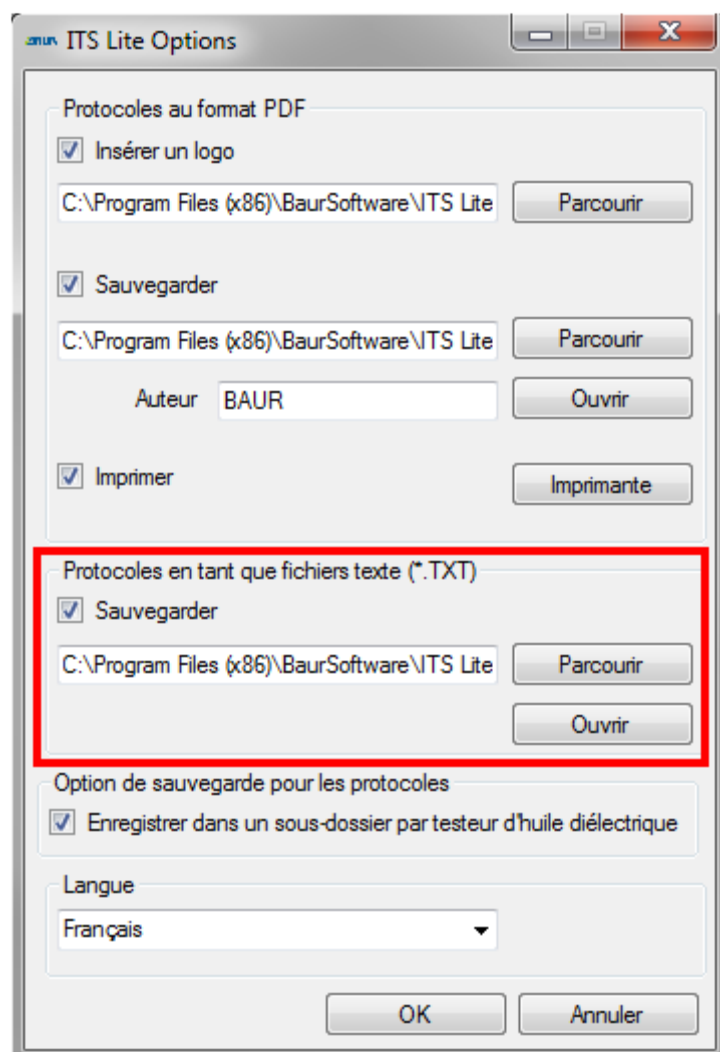 BAUR ITS Lite Options
Protocoles au format PDF
Insérer un logo
C:\Program Files (x86)\BaurSoftware\ITS Lite Parcourir
Sauvegarder
C:\Program Files (x86)\BaurSoftware\ITS Lite Parcourir
Auteur BAUR Ouvrir
Imprimer Imprimante
Protocoles en tant que fichiers texte (*.TXT)
Sauvegarder
C:\Program Files (x86)\BaurSoftware\ITS Lite Parcourir
Ouvrir
Option de sauvegarde pour les protocoles
Enregistrer dans un sous-dossier par testeur d'huile diélectrique
Langue
Français
OK Annuler